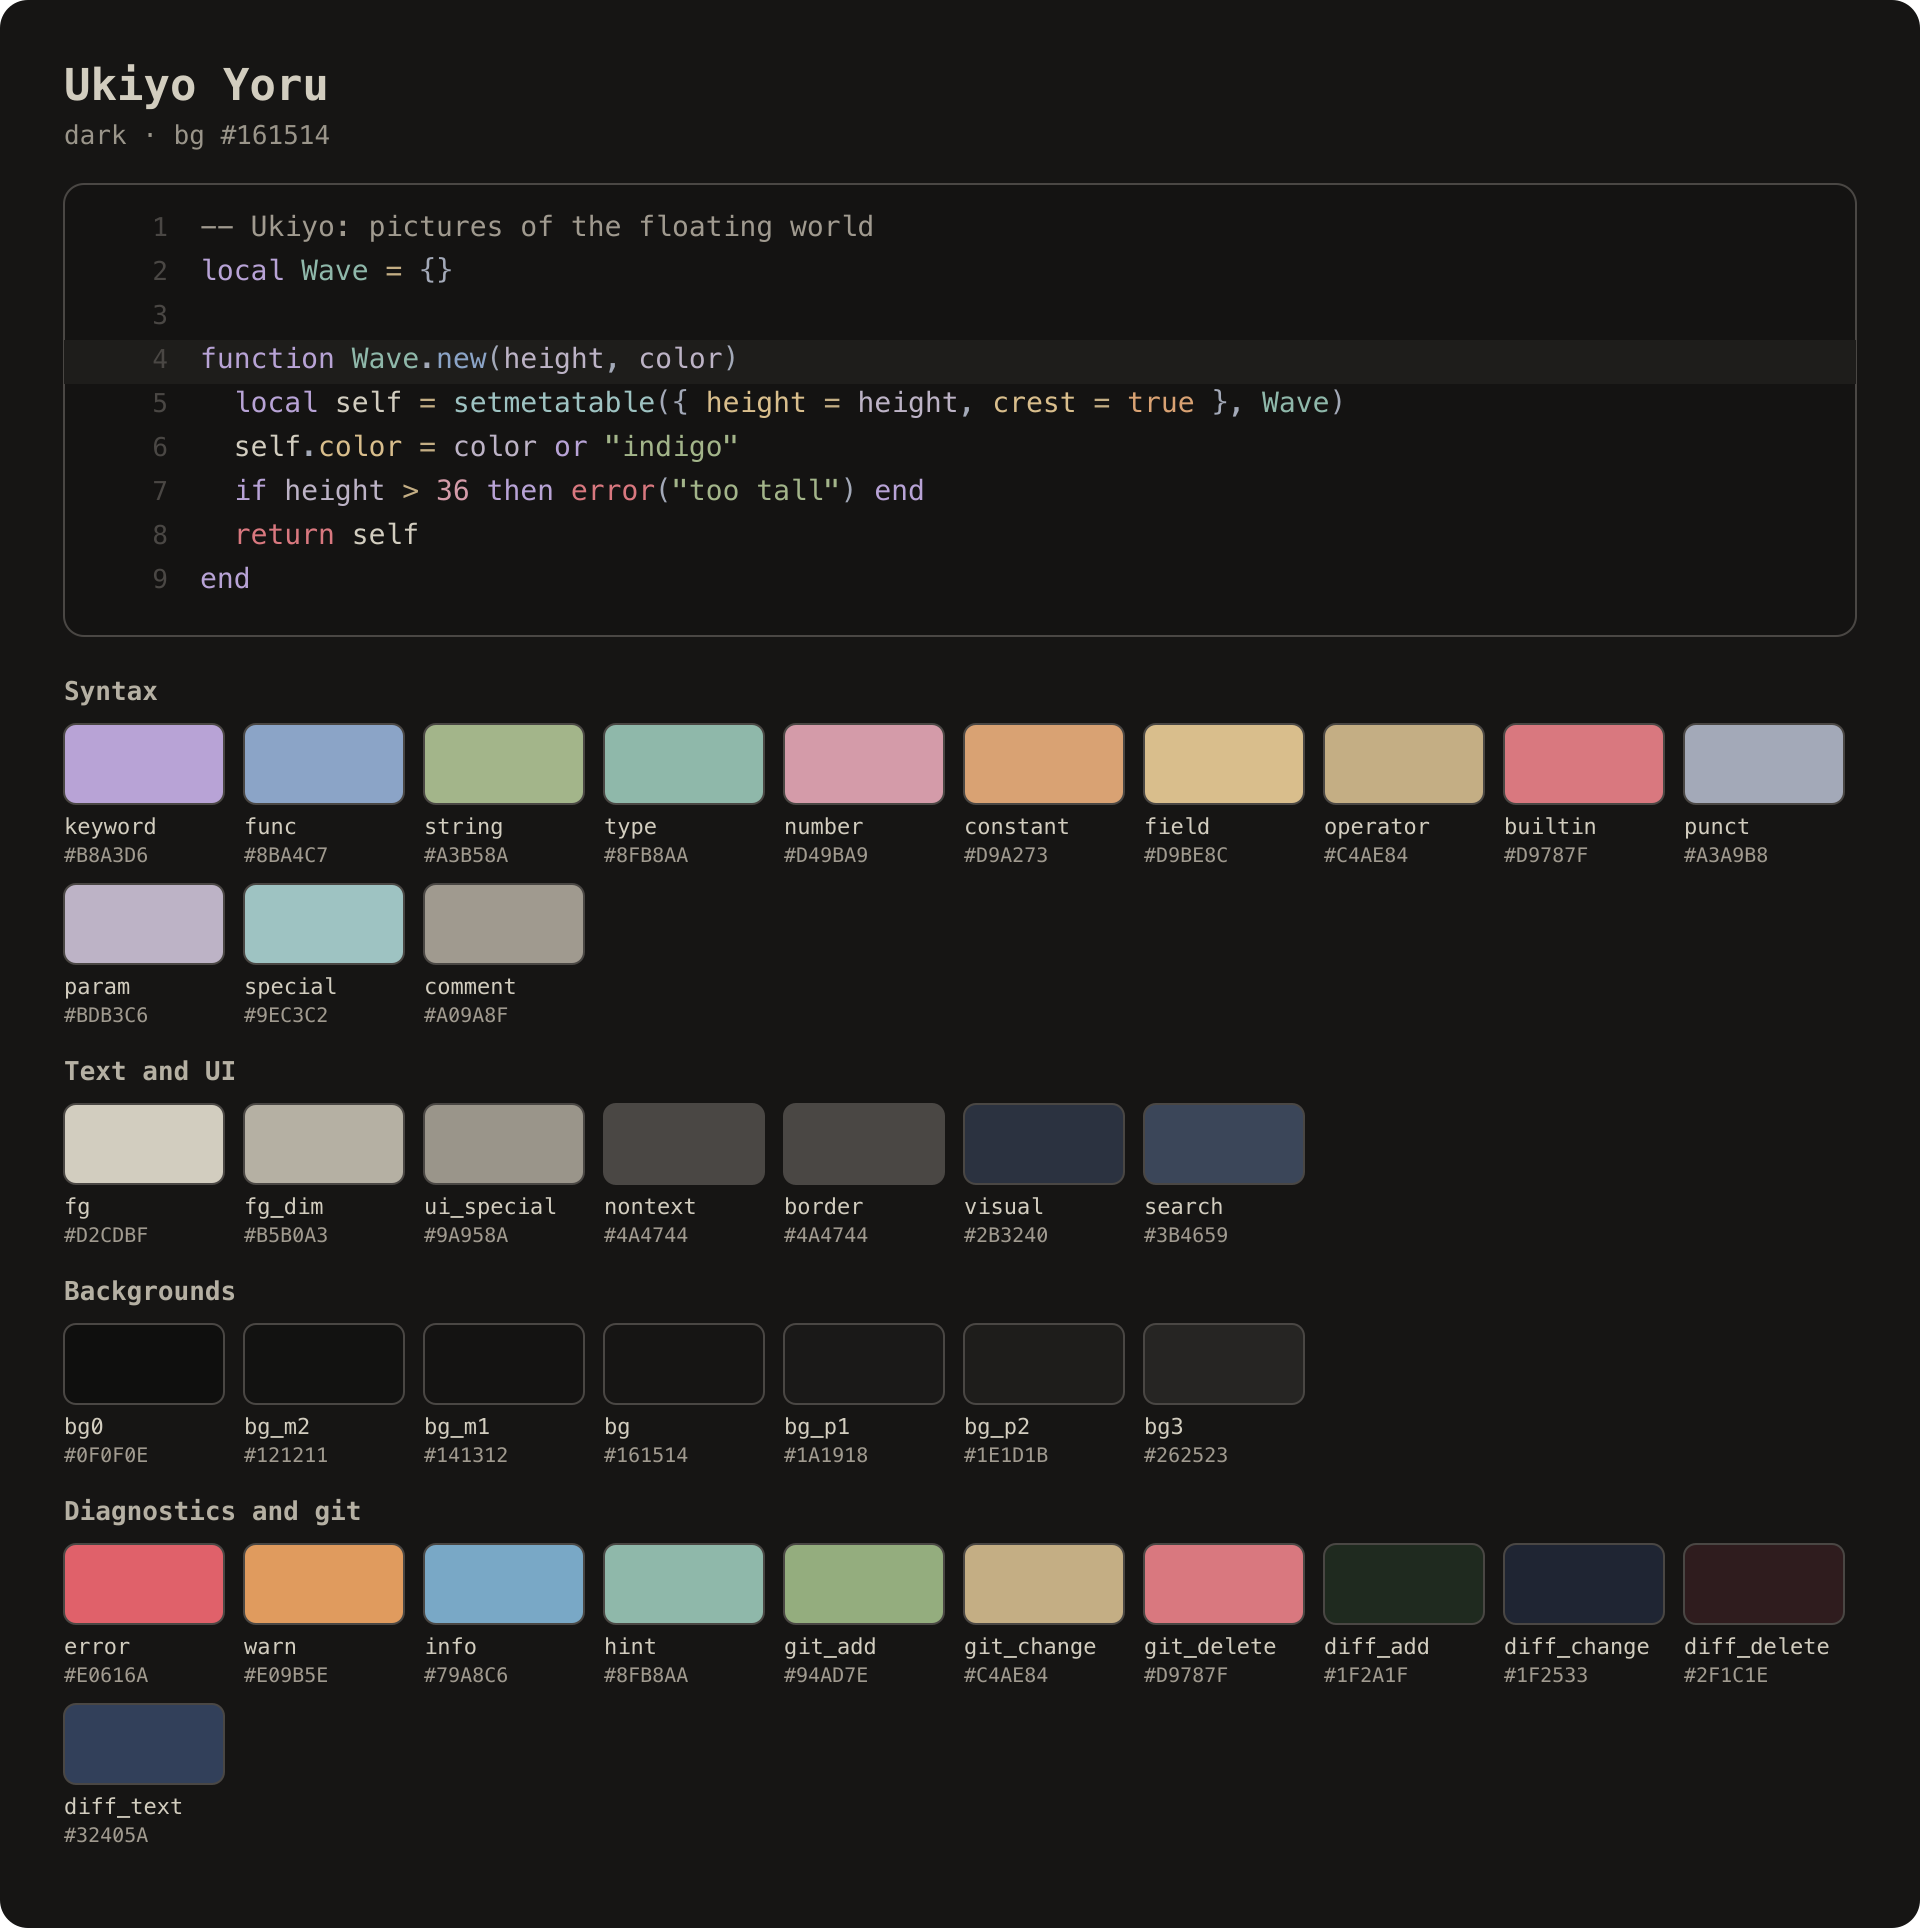 Ukiyo Yoru
dark · bg #161514
1 -- Ukiyo: pictures of the floating world
2 local Wave = {}
3
4 function Wave.new(height, color)
5 local self = setmetatable({ height = height, crest = true }, Wave)
6 self.color = color or "indigo"
7 if height > 36 then error("too tall") end
8 return self
9 end
Syntax
keyword func string type number constant field operator builtin punct
#B8A3D6 #8BA4C7 #A3B58A #8FB8AA #D49BA9 #D9A273 #D9BE8C #C4AE84 #D9787F #A3A9B8
param special comment
#BDB3C6 #9EC3C2 #A09A8F
Text and UI
fg fg_dim ui_special nontext border visual search
#D2CDBF #B5B0A3 #9A958A #4A4744 #4A4744 #2B3240 #3B4659
Backgrounds
bg0 bg_m2 bg_m1 bg bg_p1 bg_p2 bg3
#0F0F0E #121211 #141312 #161514 #1A1918 #1E1D1B #262523
Diagnostics and git
error warn info hint git_add git_change git_delete diff_add diff_change diff_delete
#E0616A #E09B5E #79A8C6 #8FB8AA #94AD7E #C4AE84 #D9787F #1F2A1F #1F2533 #2F1C1E
diff_text
#32405A